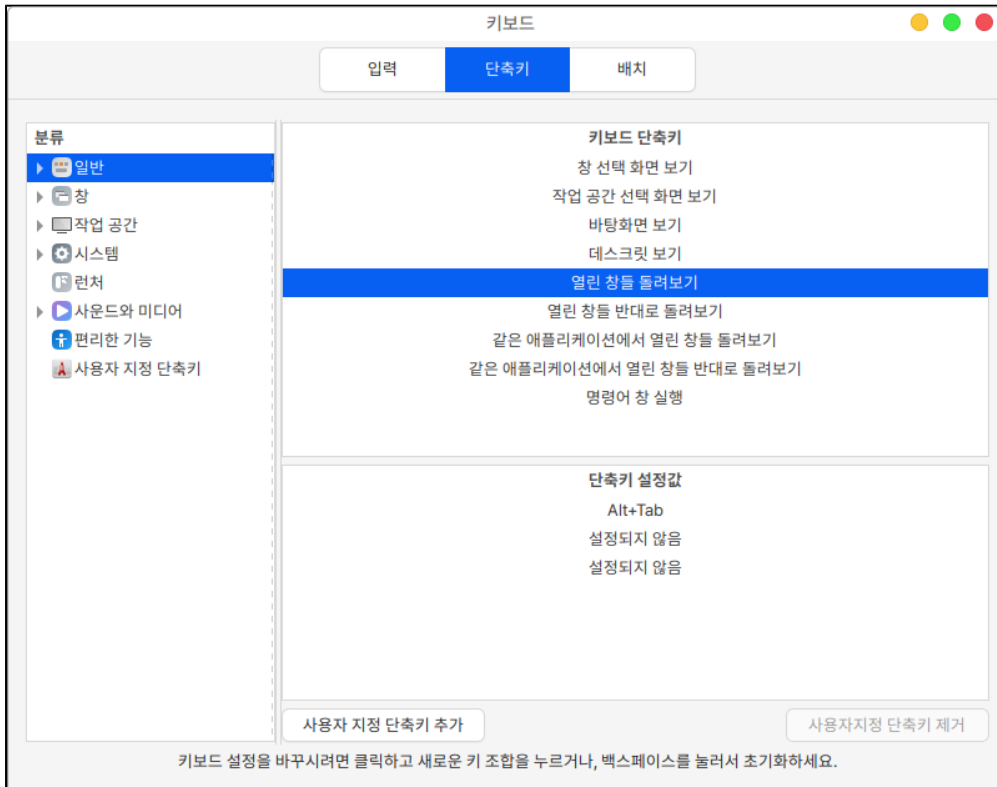 키보드
입력
단축키
배치
분류
일반
창
작업 공간
시스템
런처
사운드와 미디어
편리한 기능
사용자 지정 단축키
키보드 단축키
창 선택 화면 보기
작업 공간 선택 화면 보기
바탕화면 보기
데스크릿 보기
열린 창들 돌려보기
열린 창들 반대로 돌려보기
같은 애플리케이션에서 열린 창들 돌려보기
같은 애플리케이션에서 열린 창들 반대로 돌려보기
명령어 창 실행
단축키 설정값
Alt+Tab
설정되지 않음
설정되지 않음
사용자 지정 단축키 추가
사용자지정 단축키 제거
키보드 설정을 바꾸시려면 클릭하고 새로운 키 조합을 누르거나, 백스페이스를 눌러서 초기화하세요.